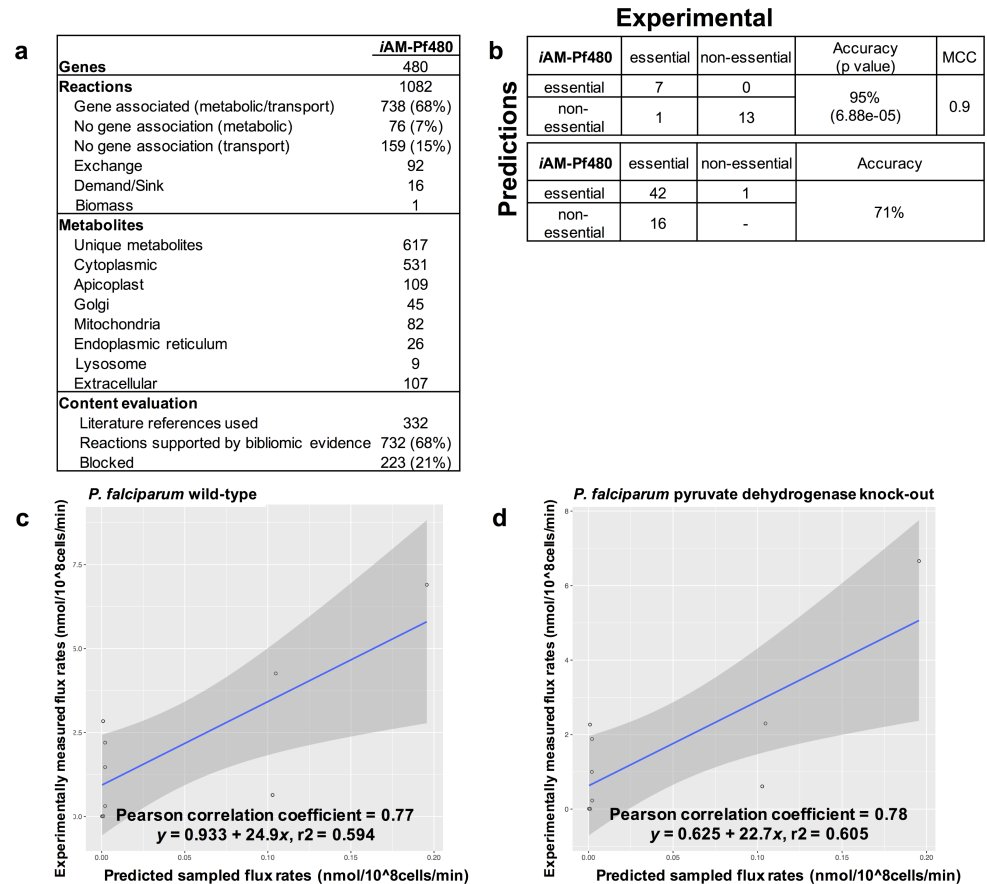 a
iAM-Pf480
Genes 480
Reactions 1082
Gene associated (metabolic/transport) 738 (68%)
No gene association (metabolic) 76 (7%)
No gene association (transport) 159 (15%)
Exchange 92
Demand/Sink 16
Biomass 1
Metabolites
Unique metabolites 617
Cytoplasmic 531
Apicoplast 109
Golgi 45
Mitochondria 82
Endoplasmic reticulum 26
Lysosome 9
Extracellular 107
Content evaluation
Literature references used 332
Reactions supported by bibliomic evidence 732 (68%)
Blocked 223 (21%)
b
Experimental
Predictions
iAM-Pf480 essential non-essential Accuracy (p value) MCC
essential 7 0 95% (6.88e-05) 0.9
non-essential 1 13
iAM-Pf480 essential non-essential Accuracy
essential 42 1 71%
non-essential 16 -
c
P. falciparum wild-type
Experimentally measured flux rates (nmol/10^8cells/min)
7.5
5.0
2.5
0.0
Pearson correlation coefficient = 0.77
y = 0.933 + 24.9x, r2 = 0.594
0.00 0.05 0.10 0.15 0.20
Predicted sampled flux rates (nmol/10^8cells/min)
d
P. falciparum pyruvate dehydrogenase knock-out
Experimentally measured flux rates (nmol/10^8cells/min)
8
6
4
2
0
Pearson correlation coefficient = 0.78
y = 0.625 + 22.7x, r2 = 0.605
0.00 0.05 0.10 0.15 0.20
Predicted sampled flux rates (nmol/10^8cells/min)